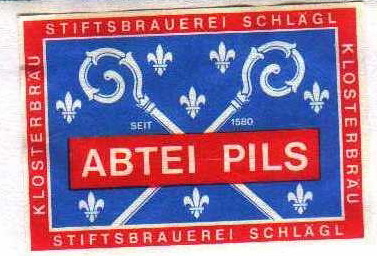 STIFTSBRAUEREI SCHLÄGL
KLOSTERBRÄU
SEIT 1580
ABTEI PILS
KLOSTERBRÄU
STIFTSBRAUEREI SCHLÄGL